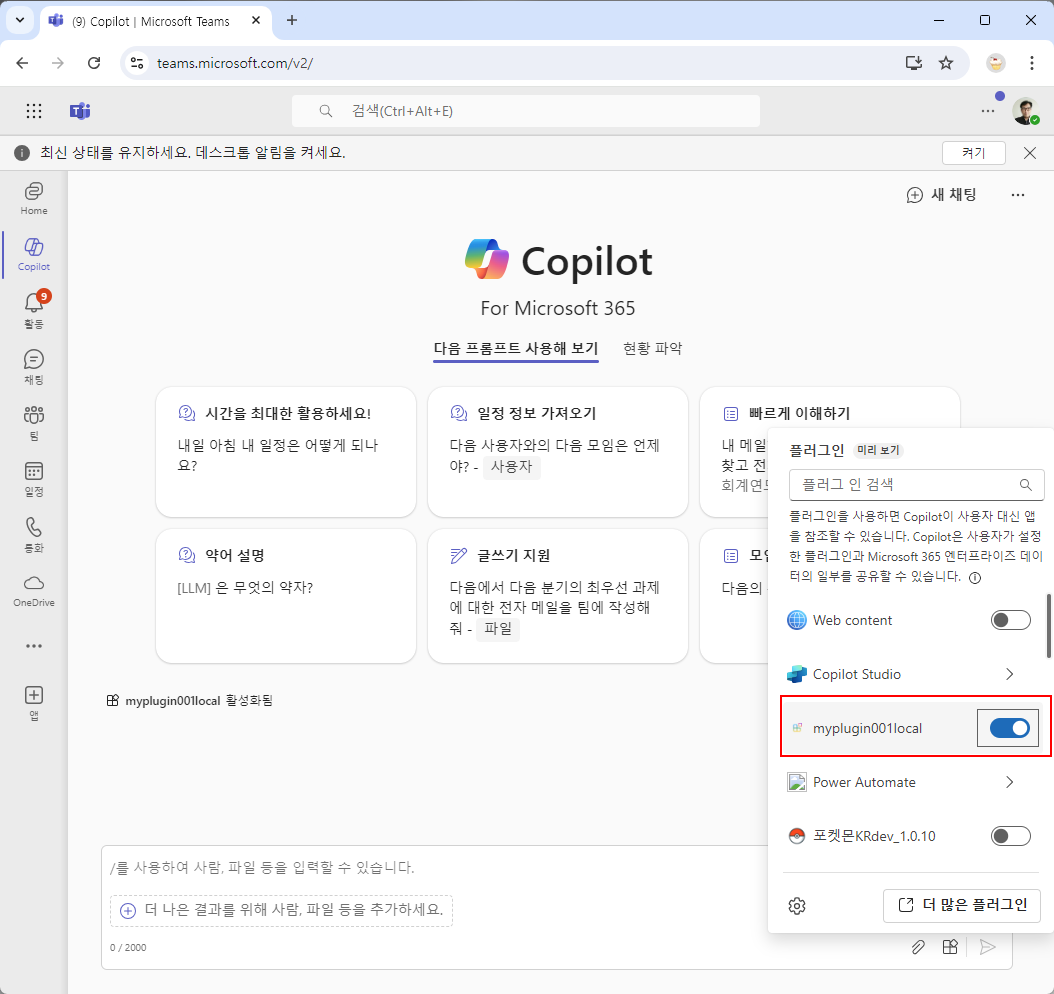 (9) Copilot | Microsoft Teams
teams.microsoft.com/v2/
검색(Ctrl+Alt+E)
최신 상태를 유지하세요. 데스크톱 알림을 켜세요.
켜기
Home
Copilot
9
활동
채팅
팀
일정
통화
OneDrive
앱
새 채팅
Copilot
For Microsoft 365
다음 프롬프트 사용해 보기
현황 파악
시간을 최대한 활용하세요!
내일 아침 내 일정은 어떻게 되나
요?
일정 정보 가져오기
다음 사용자와의 다음 모임은 언제
야? - 사용자
빠르게 이해하기
내 메일
찾고 전
회계연도
약어 설명
[LLM] 은 무엇의 약자?
글쓰기 지원
다음에서 다음 분기의 최우선 과제
에 대한 전자 메일을 팀에 작성해
줘 - 파일
다음의
myplugin001local 활성화됨
/를 사용하여 사람, 파일 등을 입력할 수 있습니다.
더 나은 결과를 위해 사람, 파일 등을 추가하세요.
0 / 2000
플러그인 미리 보기
플러그 인 검색
플러그인을 사용하면 Copilot이 사용자 대신 앱
을 참조할 수 있습니다. Copilot은 사용자가 설정
한 플러그인과 Microsoft 365 엔터프라이즈 데이
터의 일부를 공유할 수 있습니다.
Web content
Copilot Studio
myplugin001local
Power Automate
포켓몬KRdev_1.0.10
더 많은 플러그인